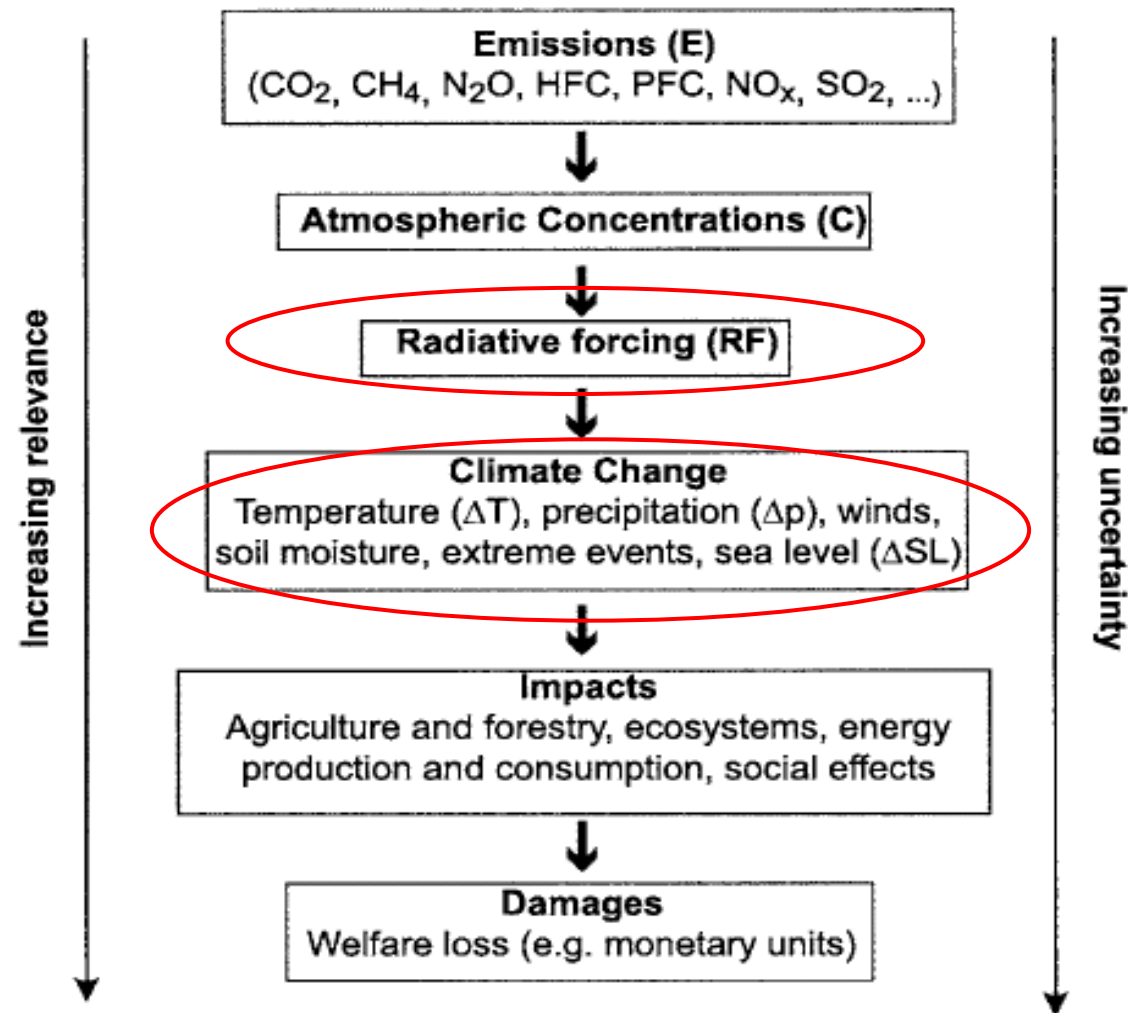 Emissions (E)
(CO₂, CH₄, N₂O, HFC, PFC, NOₓ, SO₂, ...)
Atmospheric Concentrations (C)
Radiative forcing (RF)
Climate Change
Temperature (ΔT), precipitation (Δp), winds,
soil moisture, extreme events, sea level (ΔSL)
Impacts
Agriculture and forestry, ecosystems, energy
production and consumption, social effects
Damages
Welfare loss (e.g. monetary units)
Increasing relevance
Increasing uncertainty